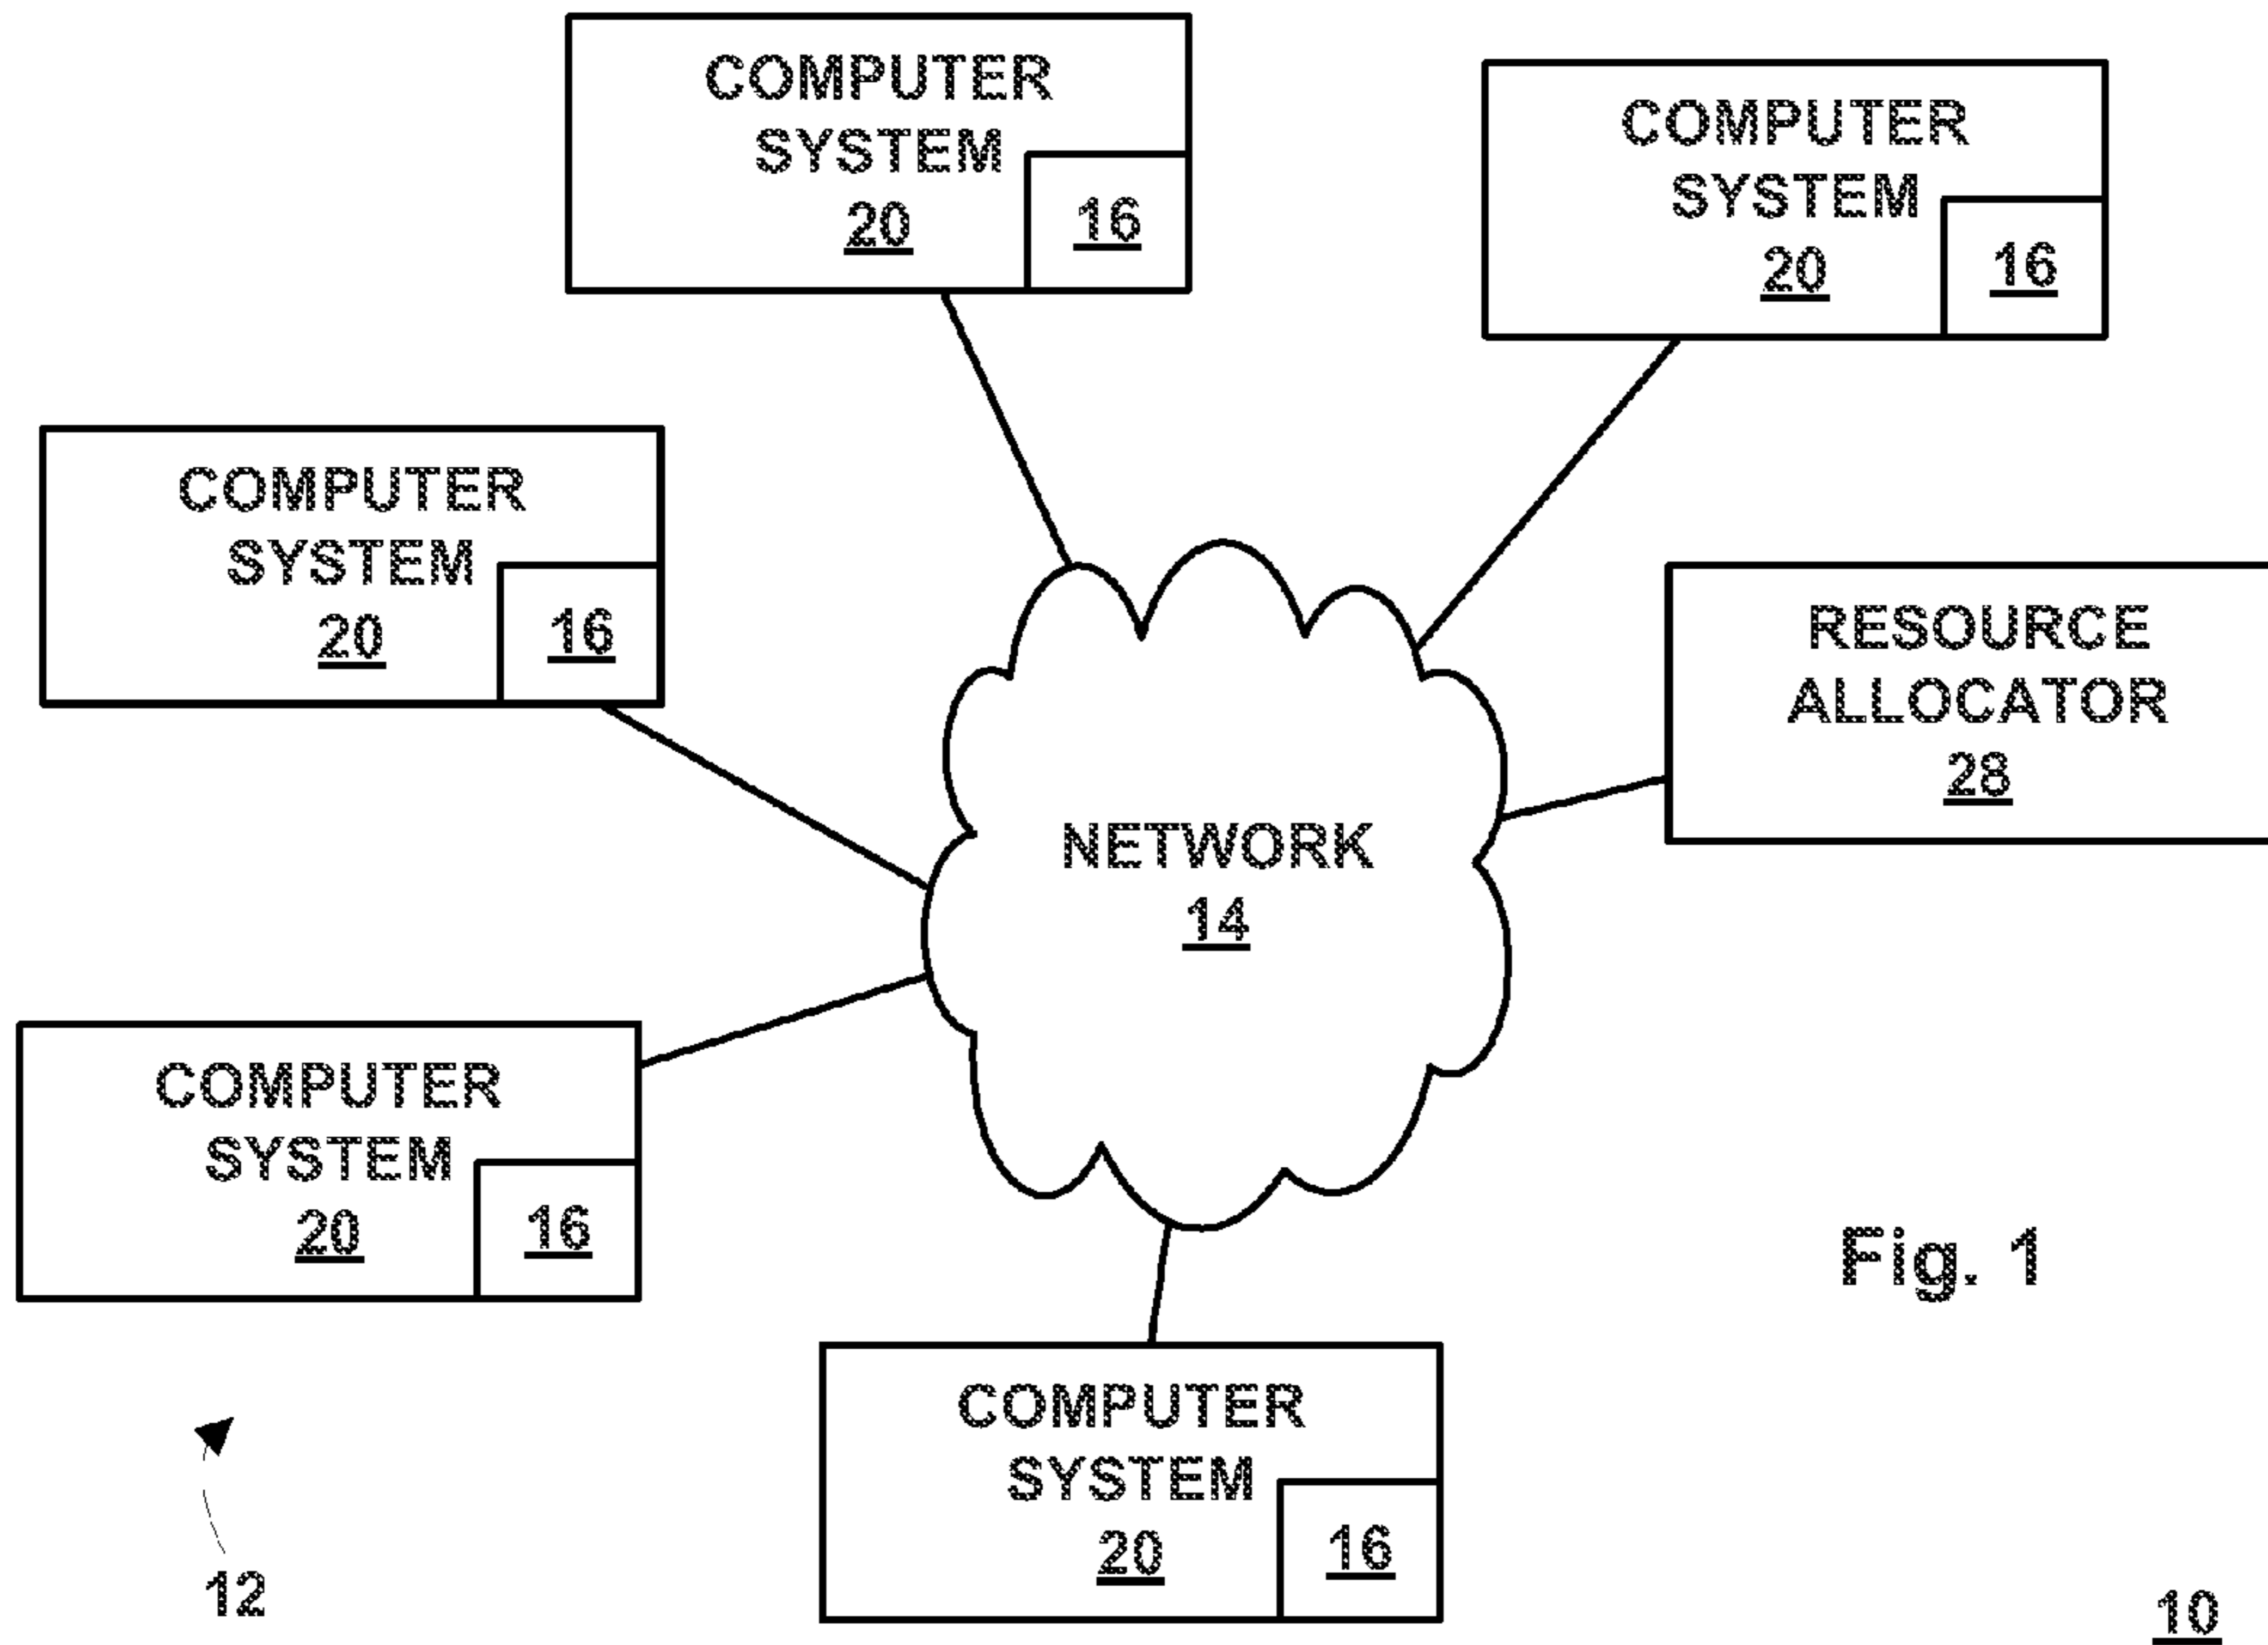 COMPUTER
SYSTEM
20
16
COMPUTER
SYSTEM
20
16
COMPUTER
SYSTEM
20
16
RESOURCE
ALLOCATOR
28
NETWORK
14
COMPUTER
SYSTEM
20
16
Fig. 1
COMPUTER
SYSTEM
20
16
12
10